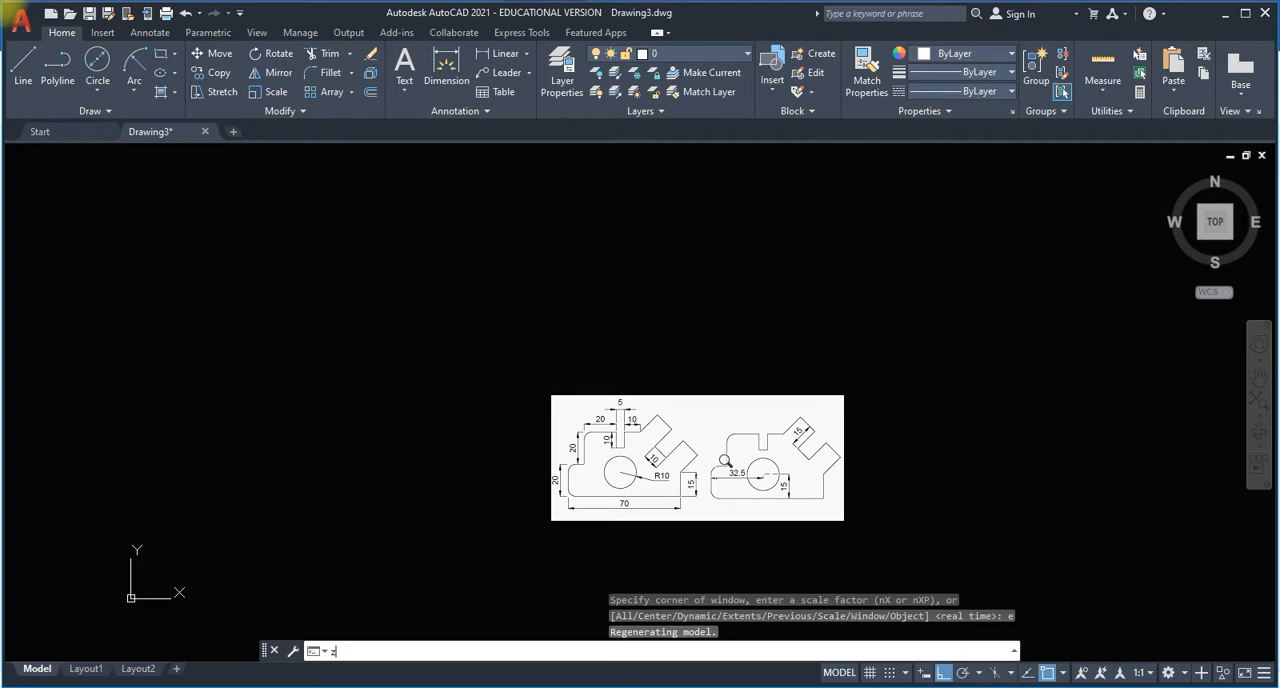 Autodesk AutoCAD 2021 - EDUCATIONAL VERSION Drawing3.dwg
Type a keyword or phrase
Sign In
Home Insert Annotate Parametric View Manage Output Add-ins Collaborate Express Tools Featured Apps
Line Polyline Circle Arc
Move Rotate Trim
Copy Mirror Fillet
Stretch Scale Array
Text Dimension
Linear
Leader
Table
Layer Properties
0
Make Current
Match Layer
Insert
Create
Edit
Match Properties
ByLayer
ByLayer
ByLayer
Group
Measure
Paste
Base
Draw Modify Annotation Layers Block Properties Groups Utilities Clipboard View
Start Drawing3*
N
W TOP E
S
WCS
5
20 10
10
20
10
20
R10
15
70
15
32.5
15
Y
X
Specify corner of window, enter a scale factor (nX or nXP), or
[All/Center/Dynamic/Extents/Previous/Scale/Window/Object] <real time>: e
Regenerating model.
z
Model Layout1 Layout2
MODEL
1:1